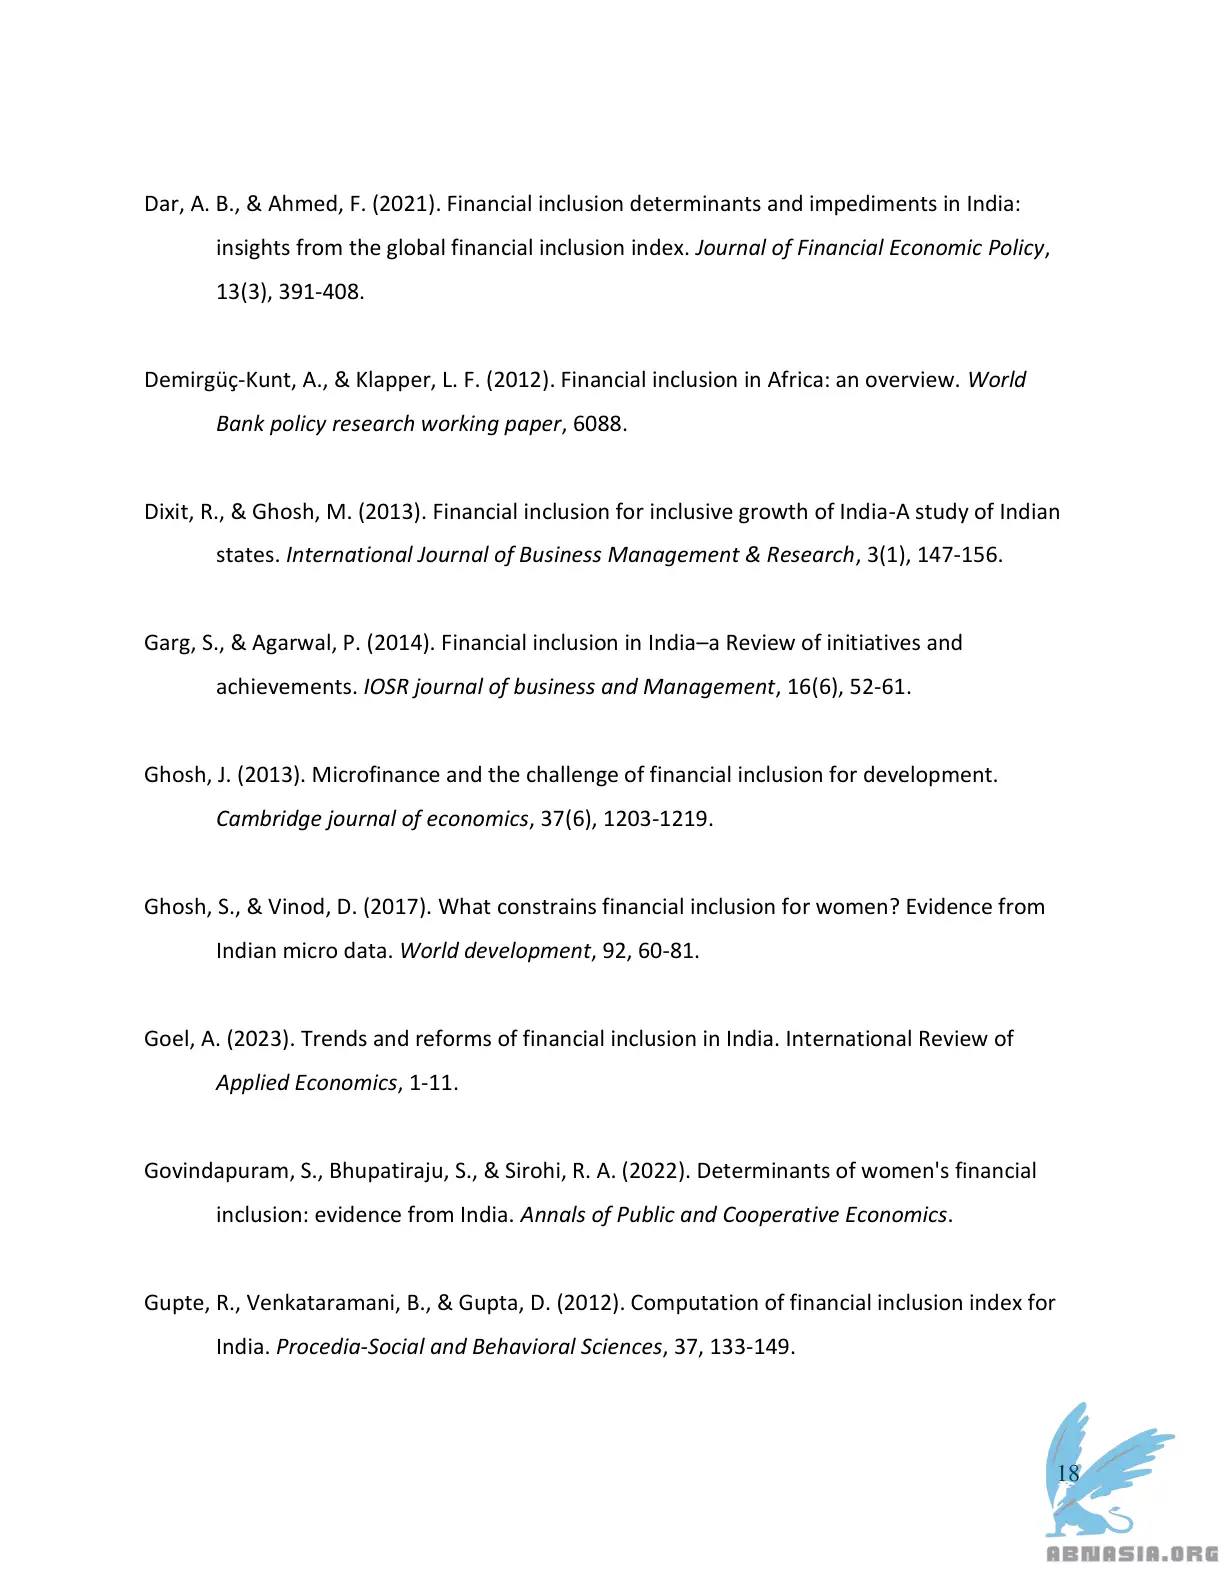 Dar, A. B., & Ahmed, F. (2021). Financial inclusion determinants and impediments in India:
insights from the global financial inclusion index. Journal of Financial Economic Policy,
13(3), 391-408.
Demirgüç-Kunt, A., & Klapper, L. F. (2012). Financial inclusion in Africa: an overview. World
Bank policy research working paper, 6088.
Dixit, R., & Ghosh, M. (2013). Financial inclusion for inclusive growth of India-A study of Indian
states. International Journal of Business Management & Research, 3(1), 147-156.
Garg, S., & Agarwal, P. (2014). Financial inclusion in India–a Review of initiatives and
achievements. IOSR journal of business and Management, 16(6), 52-61.
Ghosh, J. (2013). Microfinance and the challenge of financial inclusion for development.
Cambridge journal of economics, 37(6), 1203-1219.
Ghosh, S., & Vinod, D. (2017). What constrains financial inclusion for women? Evidence from
Indian micro data. World development, 92, 60-81.
Goel, A. (2023). Trends and reforms of financial inclusion in India. International Review of
Applied Economics, 1-11.
Govindapuram, S., Bhupatiraju, S., & Sirohi, R. A. (2022). Determinants of women's financial
inclusion: evidence from India. Annals of Public and Cooperative Economics.
Gupte, R., Venkataramani, B., & Gupta, D. (2012). Computation of financial inclusion index for
India. Procedia-Social and Behavioral Sciences, 37, 133-149.
18
ABNASIA.ORG